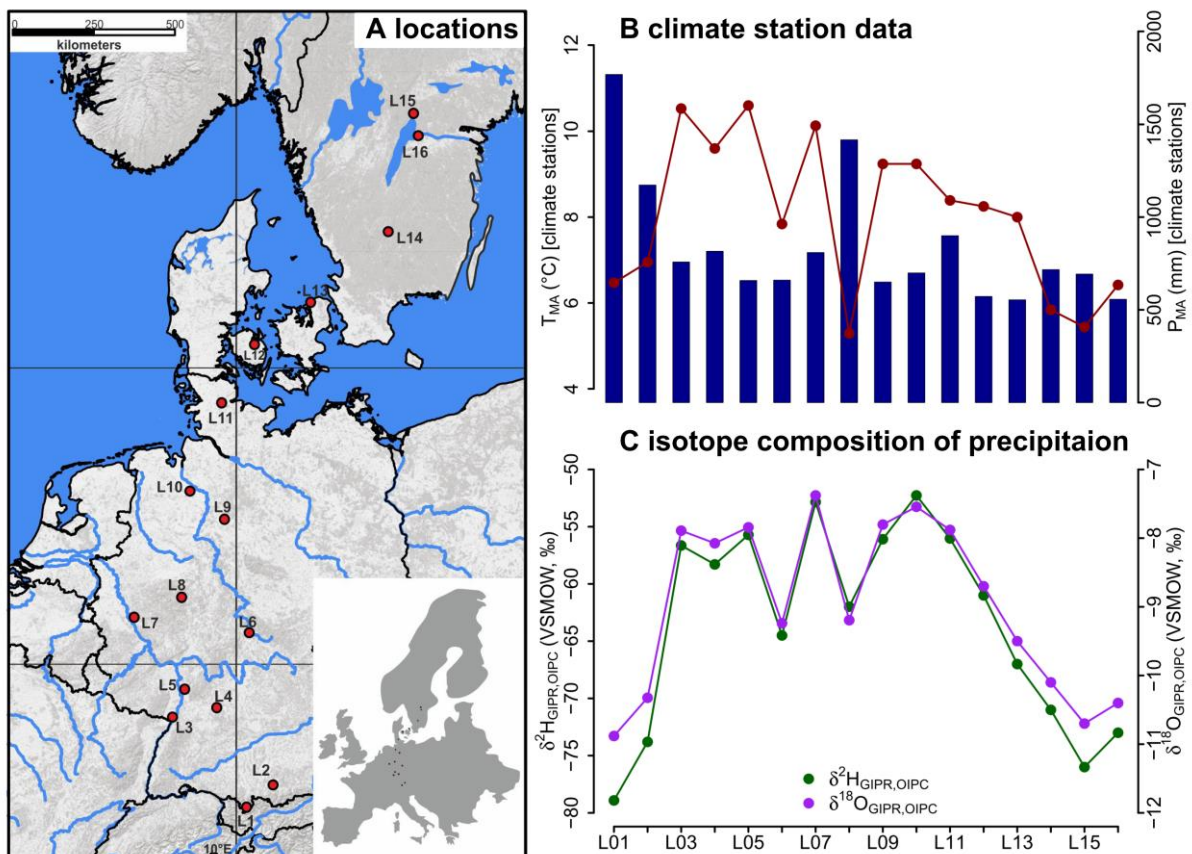 0 250 500
kilometers
A locations
L15
L16
L14
L13
L12
L11
L10
L9
L8
L7
L6
L5
L4
L3
L2
L1
10°E
B climate station data
12
10
8
6
4
T_MA (°C) [climate stations]
2000
1500
1000
500
0
P_MA (mm) [climate stations]
C isotope composition of precipitaion
−50
−55
−60
−65
−70
−75
−80
δ²H_GIPR,OIPC (VSMOW, ‰)
−7
−8
−9
−10
−11
−12
δ¹⁸O_GIPR,OIPC (VSMOW, ‰)
δ²H_GIPR,OIPC
δ¹⁸O_GIPR,OIPC
L01 L03 L05 L07 L09 L11 L13 L15